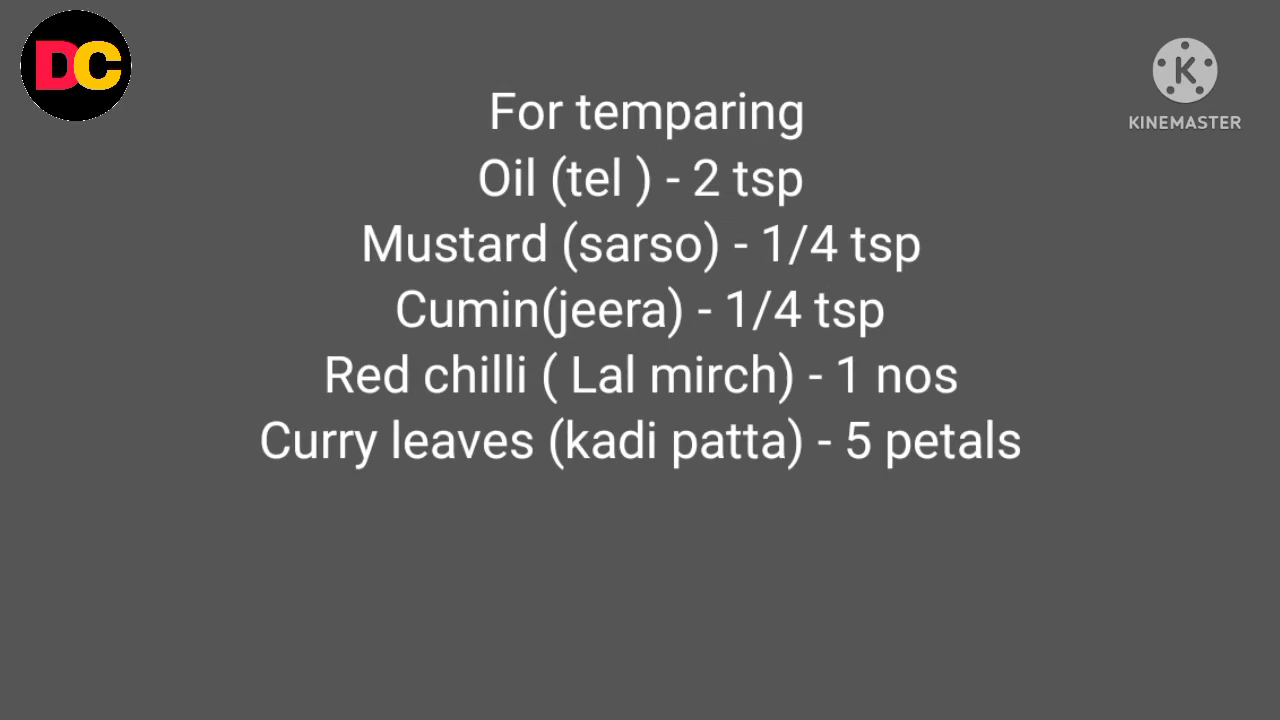 DC
KINEMASTER
For temparing
Oil (tel ) - 2 tsp
Mustard (sarso) - 1/4 tsp
Cumin(jeera) - 1/4 tsp
Red chilli ( Lal mirch) - 1 nos
Curry leaves (kadi patta) - 5 petals